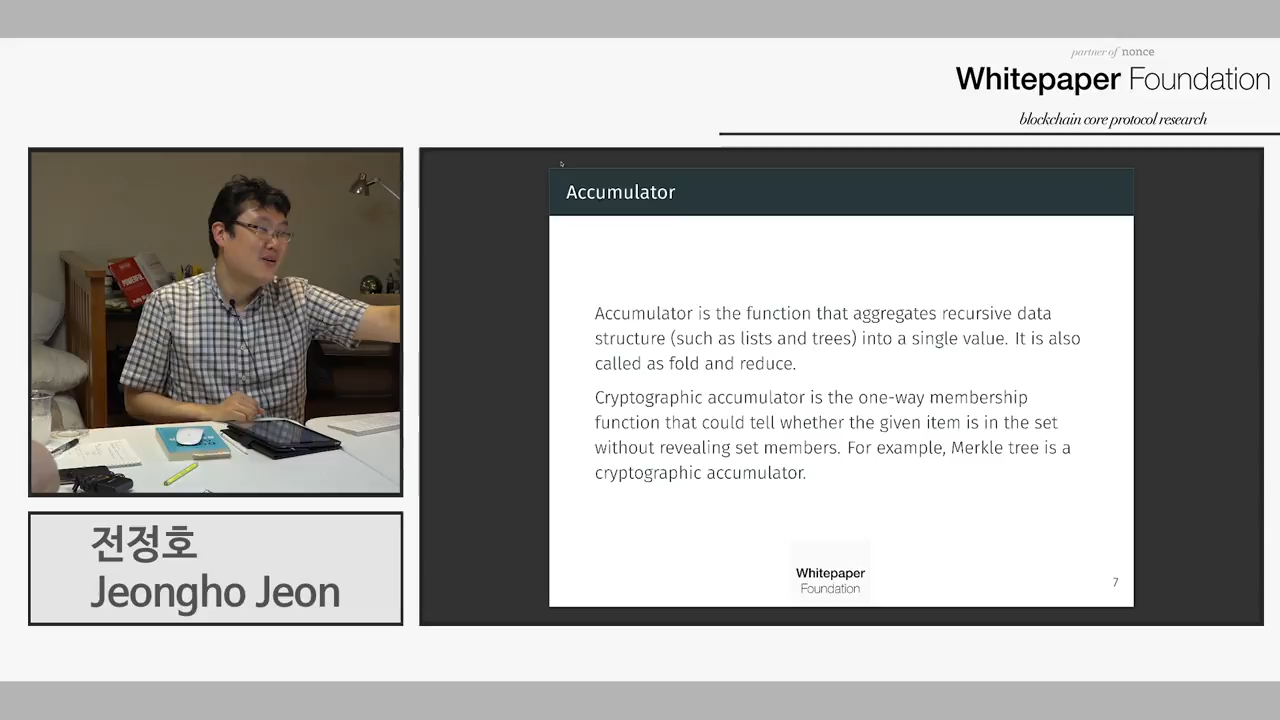 partner of nonce
Whitepaper Foundation
blockchain core protocol research
Accumulator
Accumulator is the function that aggregates recursive data
structure (such as lists and trees) into a single value. It is also
called as fold and reduce.
Cryptographic accumulator is the one-way membership
function that could tell whether the given item is in the set
without revealing set members. For example, Merkle tree is a
cryptographic accumulator.
Whitepaper
Foundation
7
POWERFUL
전정호
Jeongho Jeon